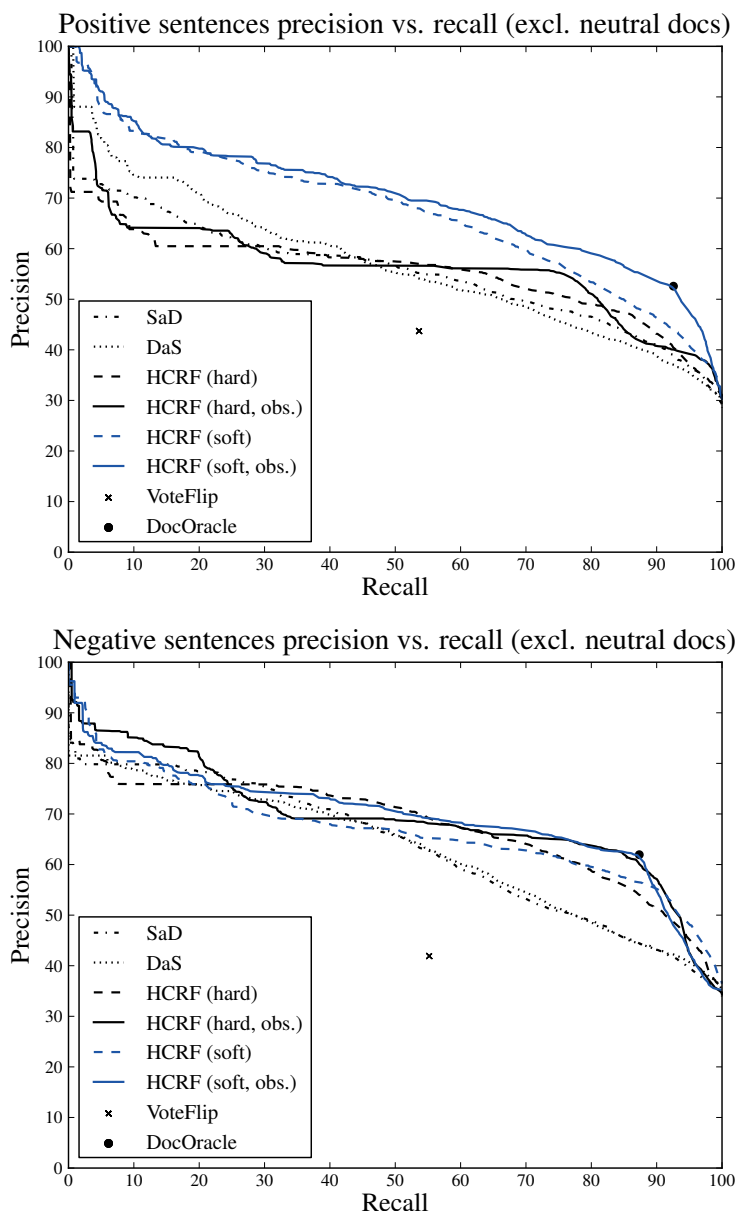 Positive sentences precision vs. recall (excl. neutral docs)
100
90
80
70
60
50
40
30
20
10
0
Precision
SaD
DaS
HCRF (hard)
HCRF (hard, obs.)
HCRF (soft)
HCRF (soft, obs.)
VoteFlip
DocOracle
0 10 20 30 40 50 60 70 80 90 100
Recall
Negative sentences precision vs. recall (excl. neutral docs)
100
90
80
70
60
50
40
30
20
10
0
Precision
SaD
DaS
HCRF (hard)
HCRF (hard, obs.)
HCRF (soft)
HCRF (soft, obs.)
VoteFlip
DocOracle
0 10 20 30 40 50 60 70 80 90 100
Recall